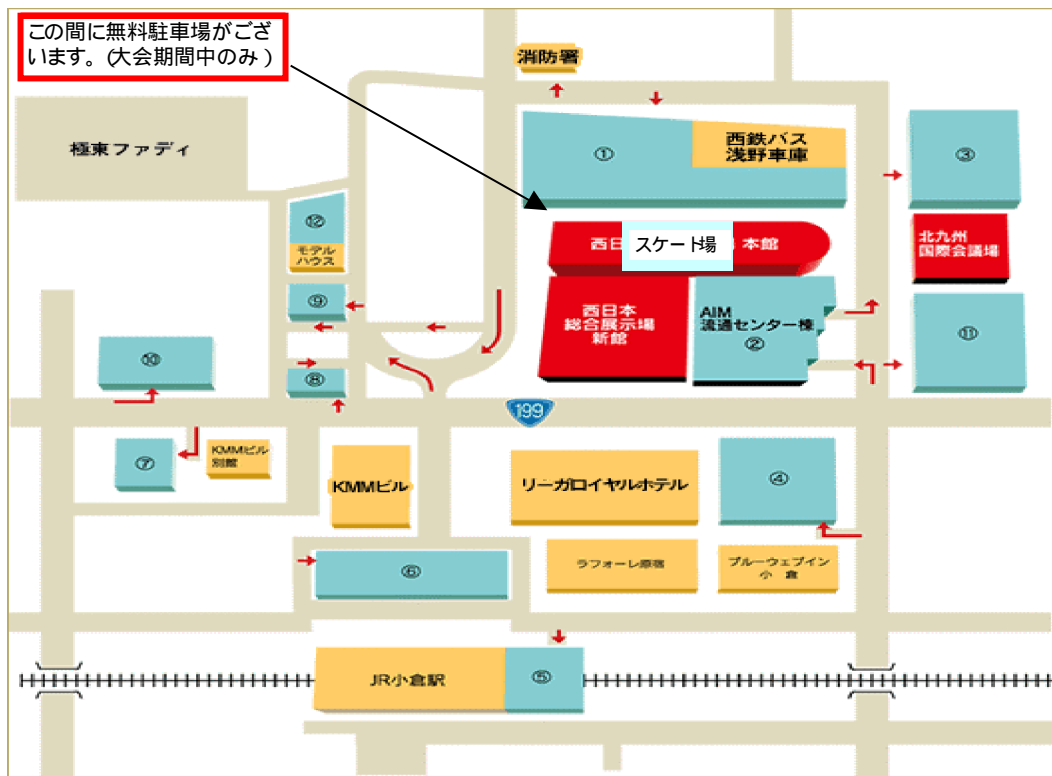 この間に無料駐車場がござ
います。(大会期間中のみ)
消防署
極東ファディ
①
西鉄バス
浅野車庫
③
⑫
モデル
ハウス
西日
スケート場
本館
北九州
国際会議場
⑨
西日本
総合展示場
新館
AIM
流通センター棟
②
⑪
⑩
⑧
199
⑦
KMMビル
別館
KMMビル
リーガロイヤルホテル
④
⑥
ラフォーレ原宿
ブルーウェブイン
小 倉
JR小倉駅
⑤